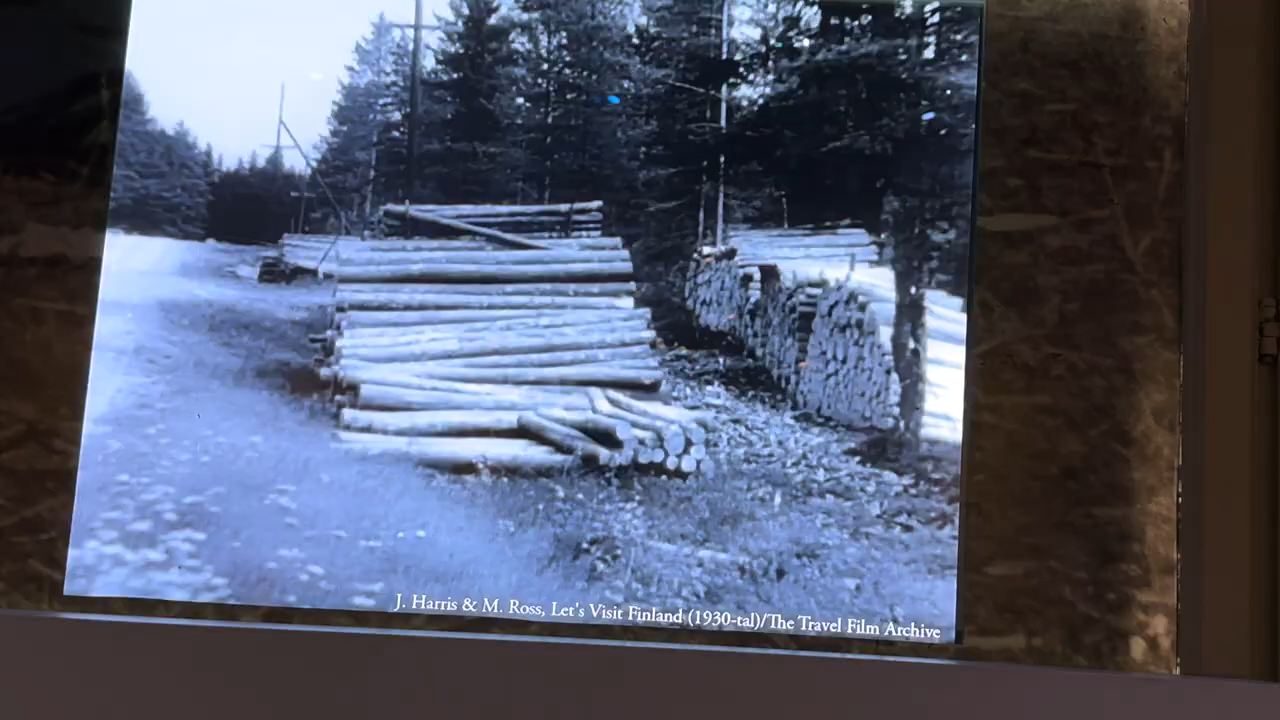 J. Harris & M. Ross, Let's Visit Finland (1930-tal)/The Travel Film Archive